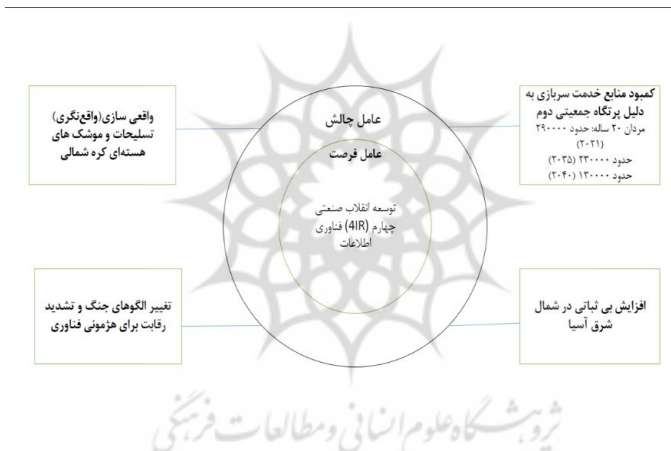 کمبود منابع خدمت سربازی به
دلیل پرتگاه جمعیتی دوم
مردان ۲۰ ساله: حدود ۲۹۰۰۰۰
(۲۰۲۱)
حدود ۲۳۰۰۰۰ (۲۰۳۵)
حدود ۱۳۰۰۰۰ (۲۰۴۰)
عامل چالش
عامل فرصت
توسعه انقلاب صنعتی
چهارم (4IR) فناوری
اطلاعات
واقعی سازی(واقع‌نگری)
تسلیحات و موشک های
هسته‌ای کره شمالی
افزایش بی ثباتی در شمال
شرق آسیا
تغییر الگوهای جنگ و تشدید
رقابت برای هژمونی فناوری
پژوهشگاه علوم انسانی و مطالعات فرهنگی